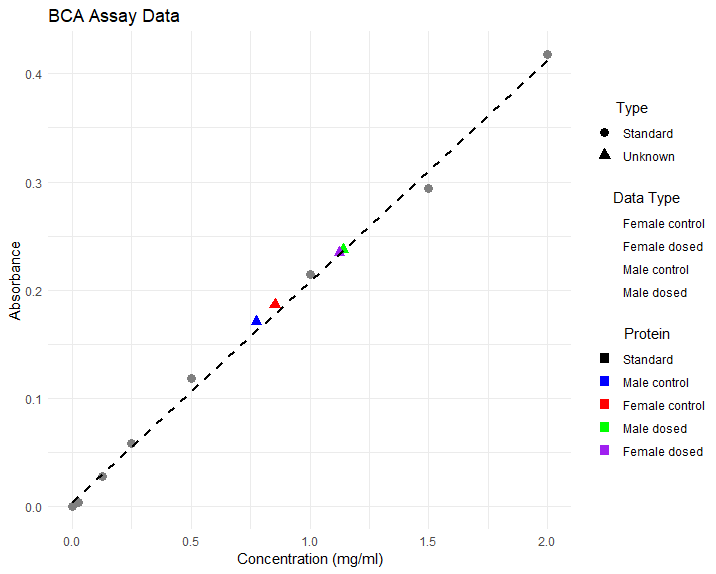 BCA Assay Data
Absorbance
0.4
0.3
0.2
0.1
0.0
0.0 0.5 1.0 1.5 2.0
Concentration (mg/ml)
Type
Standard
Unknown
Data Type
Female control
Female dosed
Male control
Male dosed
Protein
Standard
Male control
Female control
Male dosed
Female dosed